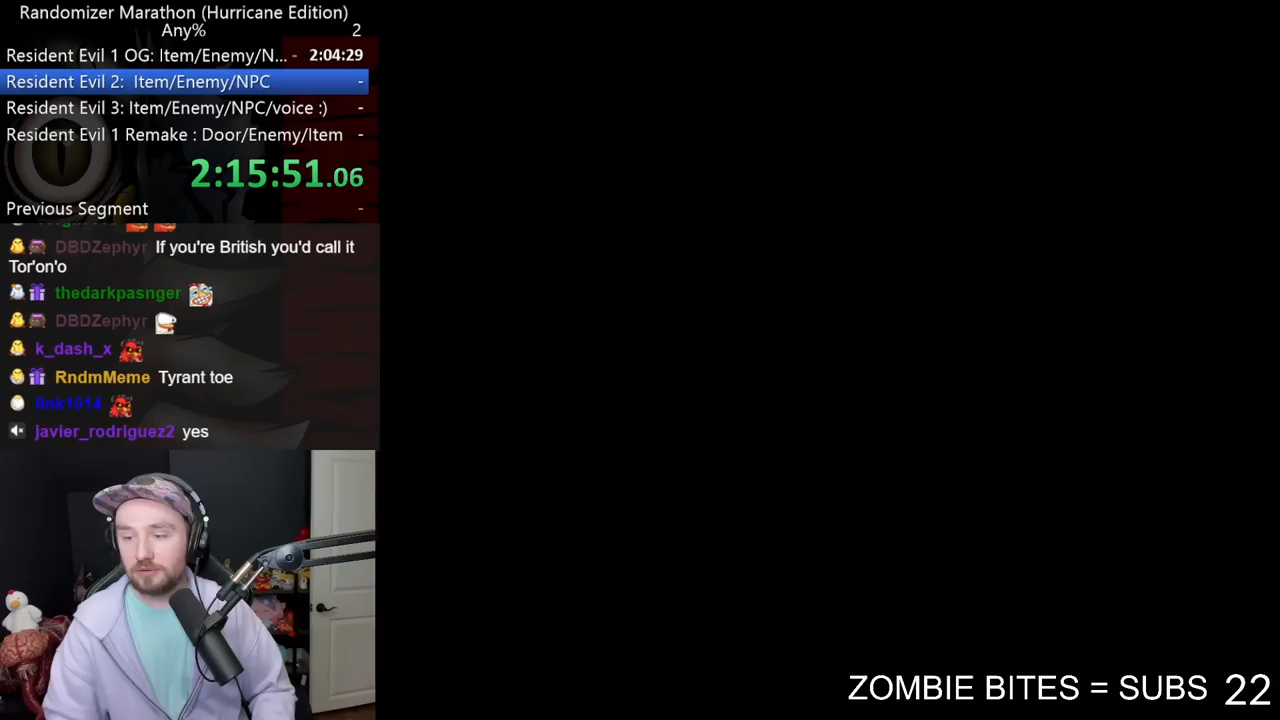 Randomizer Marathon (Hurricane Edition)
Any% 2
Resident Evil 1 OG: Item/Enemy/N... - 2:04:29
Resident Evil 2: Item/Enemy/NPC -
Resident Evil 3: Item/Enemy/NPC/voice :) -
Resident Evil 1 Remake : Door/Enemy/Item -
2:15:51.06
Previous Segment -
DBDZephyr If you're British you'd call it
Tor'on'o
thedarkpasnger
DBDZephyr
k_dash_x
RndmMeme Tyrant toe
link1014
javier_rodriguez2 yes
ZOMBIE BITES = SUBS 22